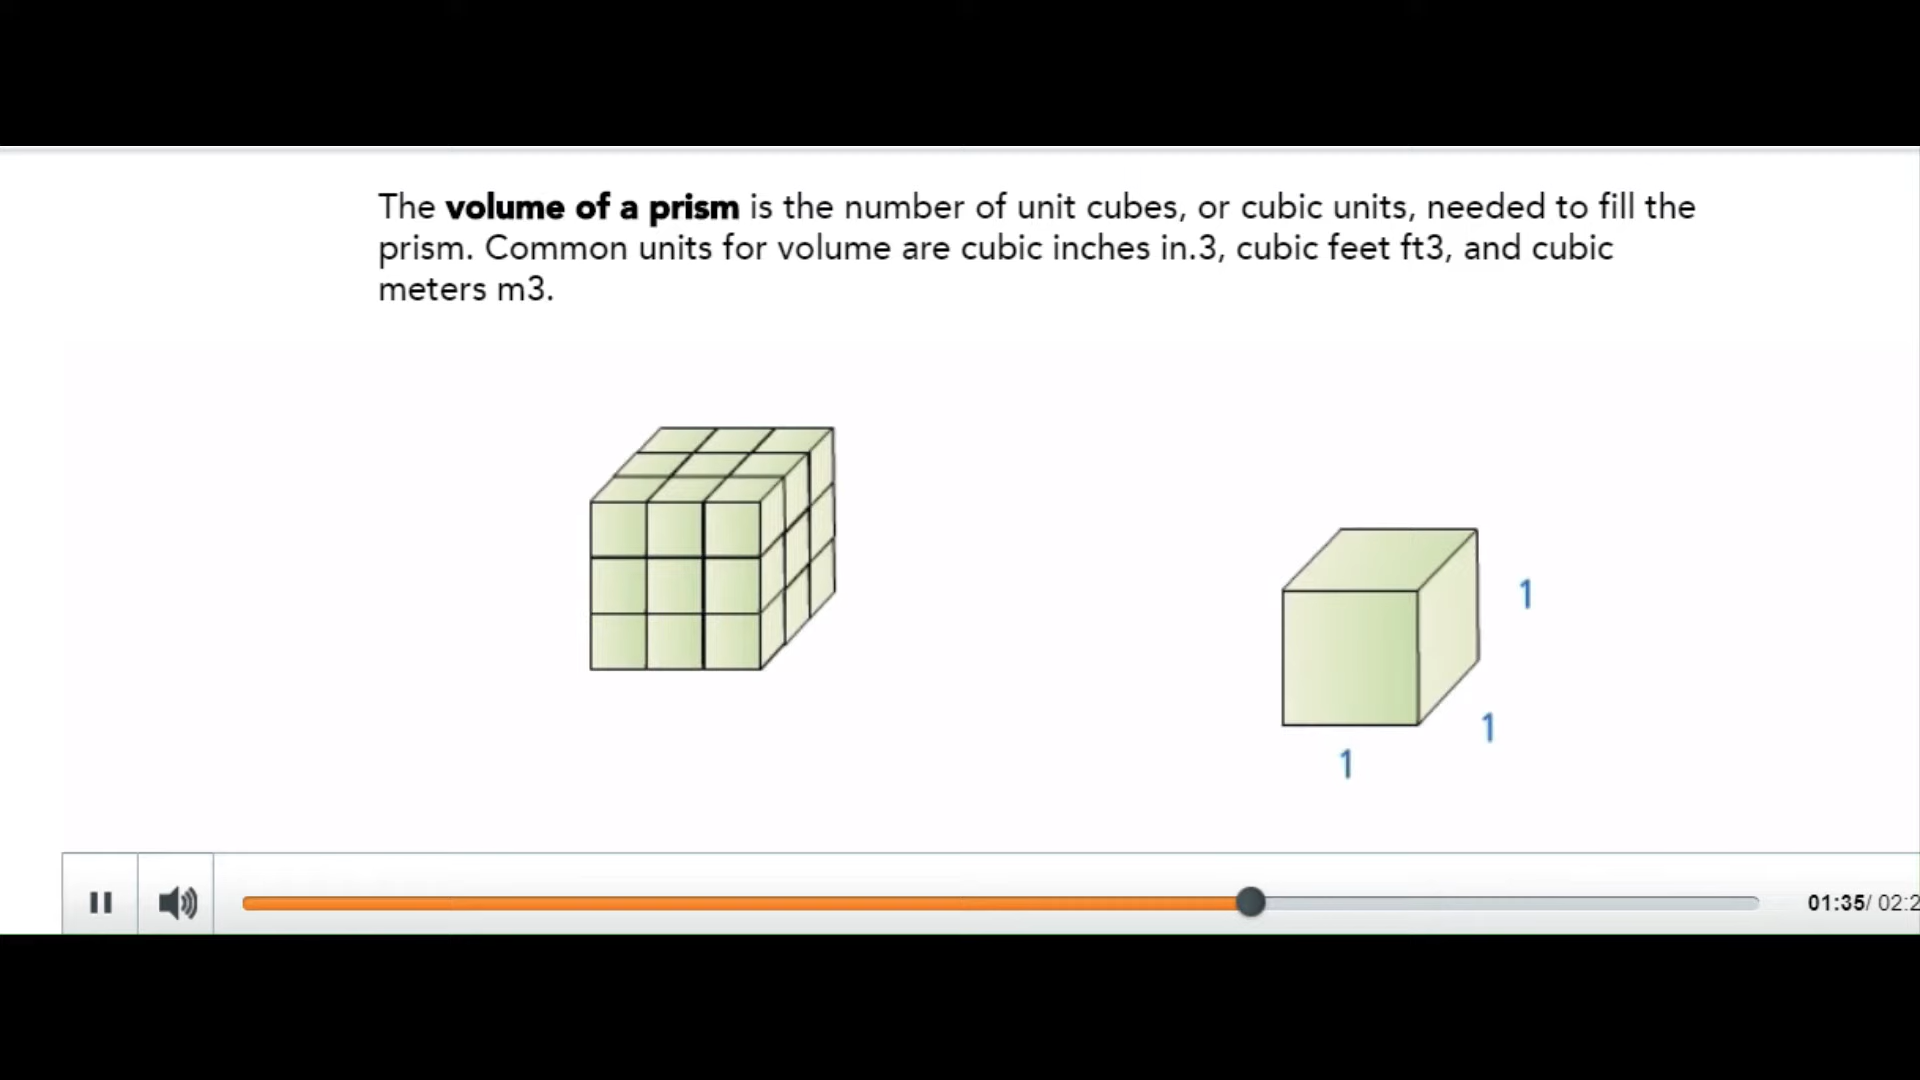 The volume of a prism is the number of unit cubes, or cubic units, needed to fill the
prism. Common units for volume are cubic inches in.3, cubic feet ft3, and cubic
meters m3.
1
1
1
01:35/ 02:2